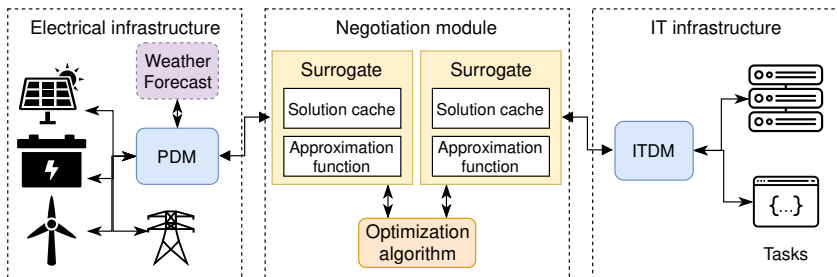 Electrical infrastructure
Weather
Forecast
PDM
Negotiation module
Surrogate
Solution cache
Approximation
function
Surrogate
Solution cache
Approximation
function
Optimization
algorithm
IT infrastructure
ITDM
{...}
Tasks